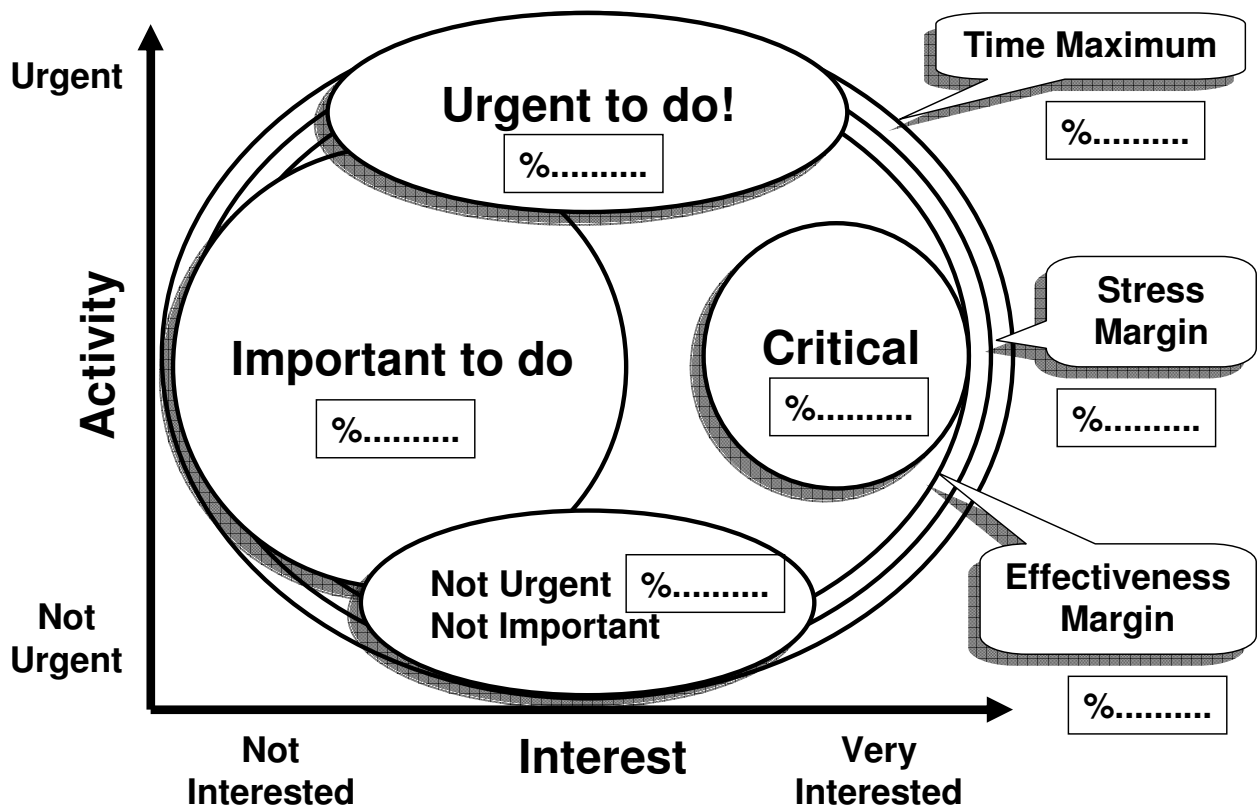 Urgent
Time Maximum
Urgent to do!
%..........
%..........
Activity
Stress
Margin
Important to do
%..........
Critical
%..........
%..........
Not Urgent
Not Important
%..........
Effectiveness
Margin
%..........
Not
Urgent
Not
Interested
Interest
Very
Interested